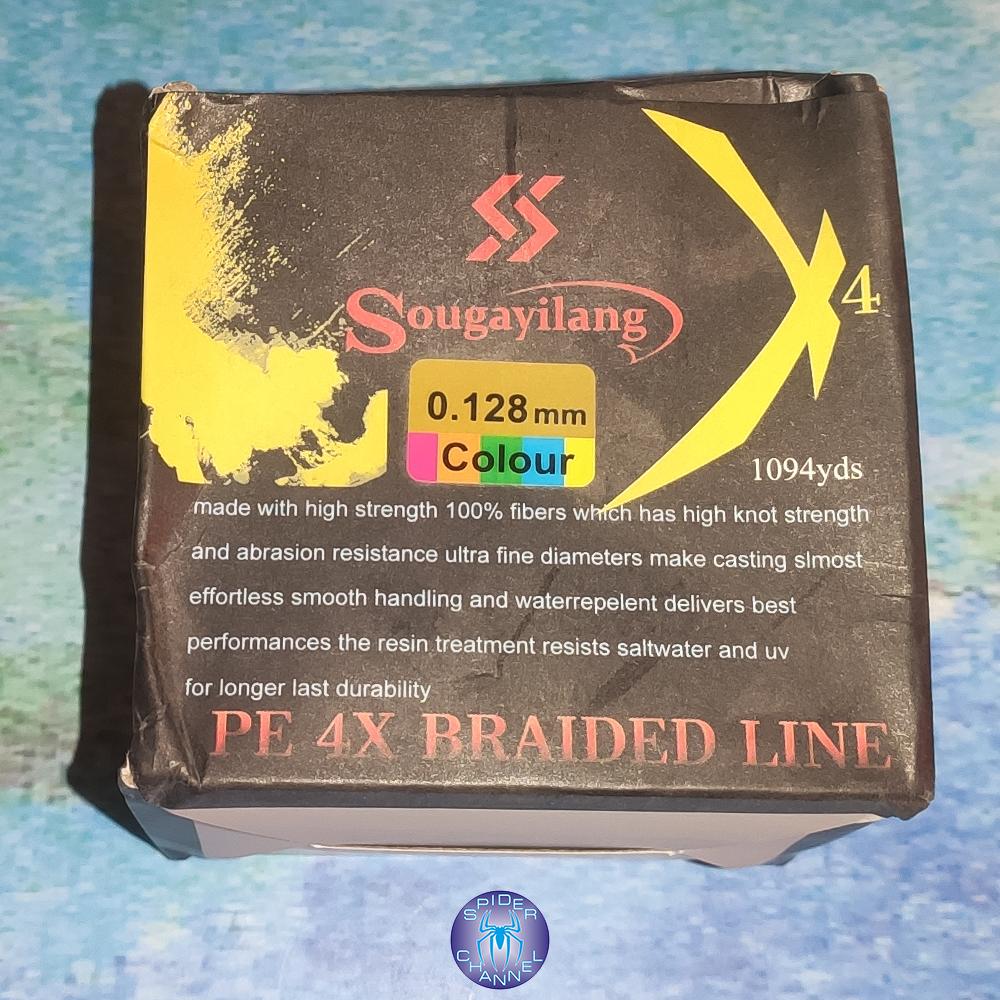 Sougayilang
X4
0.128mm
Colour
1094yds
made with high strength 100% fibers which has high knot strength
and abrasion resistance ultra fine diameters make casting slmost
effortless smooth handling and waterrepelent delivers best
performances the resin treatment resists saltwater and uv
for longer last durability
PE 4X BRAIDED LINE
SPIDER
CHANNEL